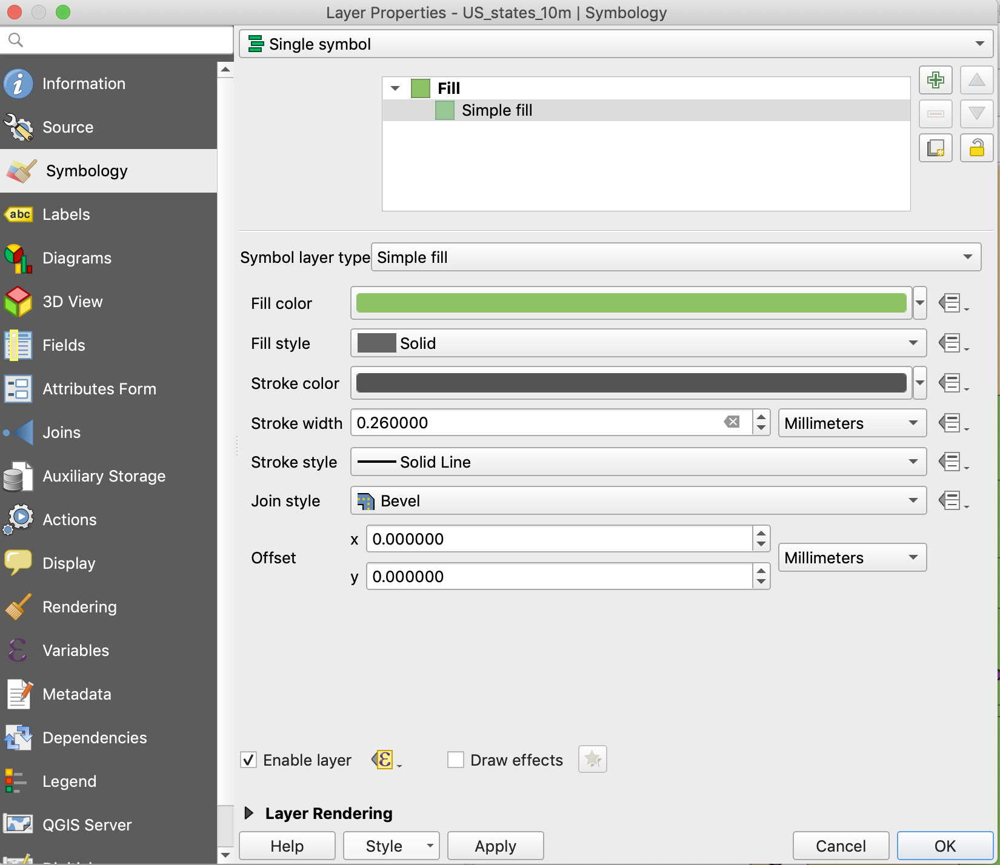 Layer Properties - US_states_10m | Symbology
Information
Source
Symbology
abc Labels
Diagrams
3D View
Fields
Attributes Form
Joins
Auxiliary Storage
Actions
Display
Rendering
Variables
Metadata
Dependencies
Legend
QGIS Server
Single symbol
Fill
Simple fill
Symbol layer type Simple fill
Fill color
Fill style Solid
Stroke color
Stroke width 0.260000 Millimeters
Stroke style Solid Line
Join style Bevel
Offset
x 0.000000
y 0.000000
Millimeters
Enable layer ε Draw effects
Layer Rendering
Help Style Apply Cancel OK